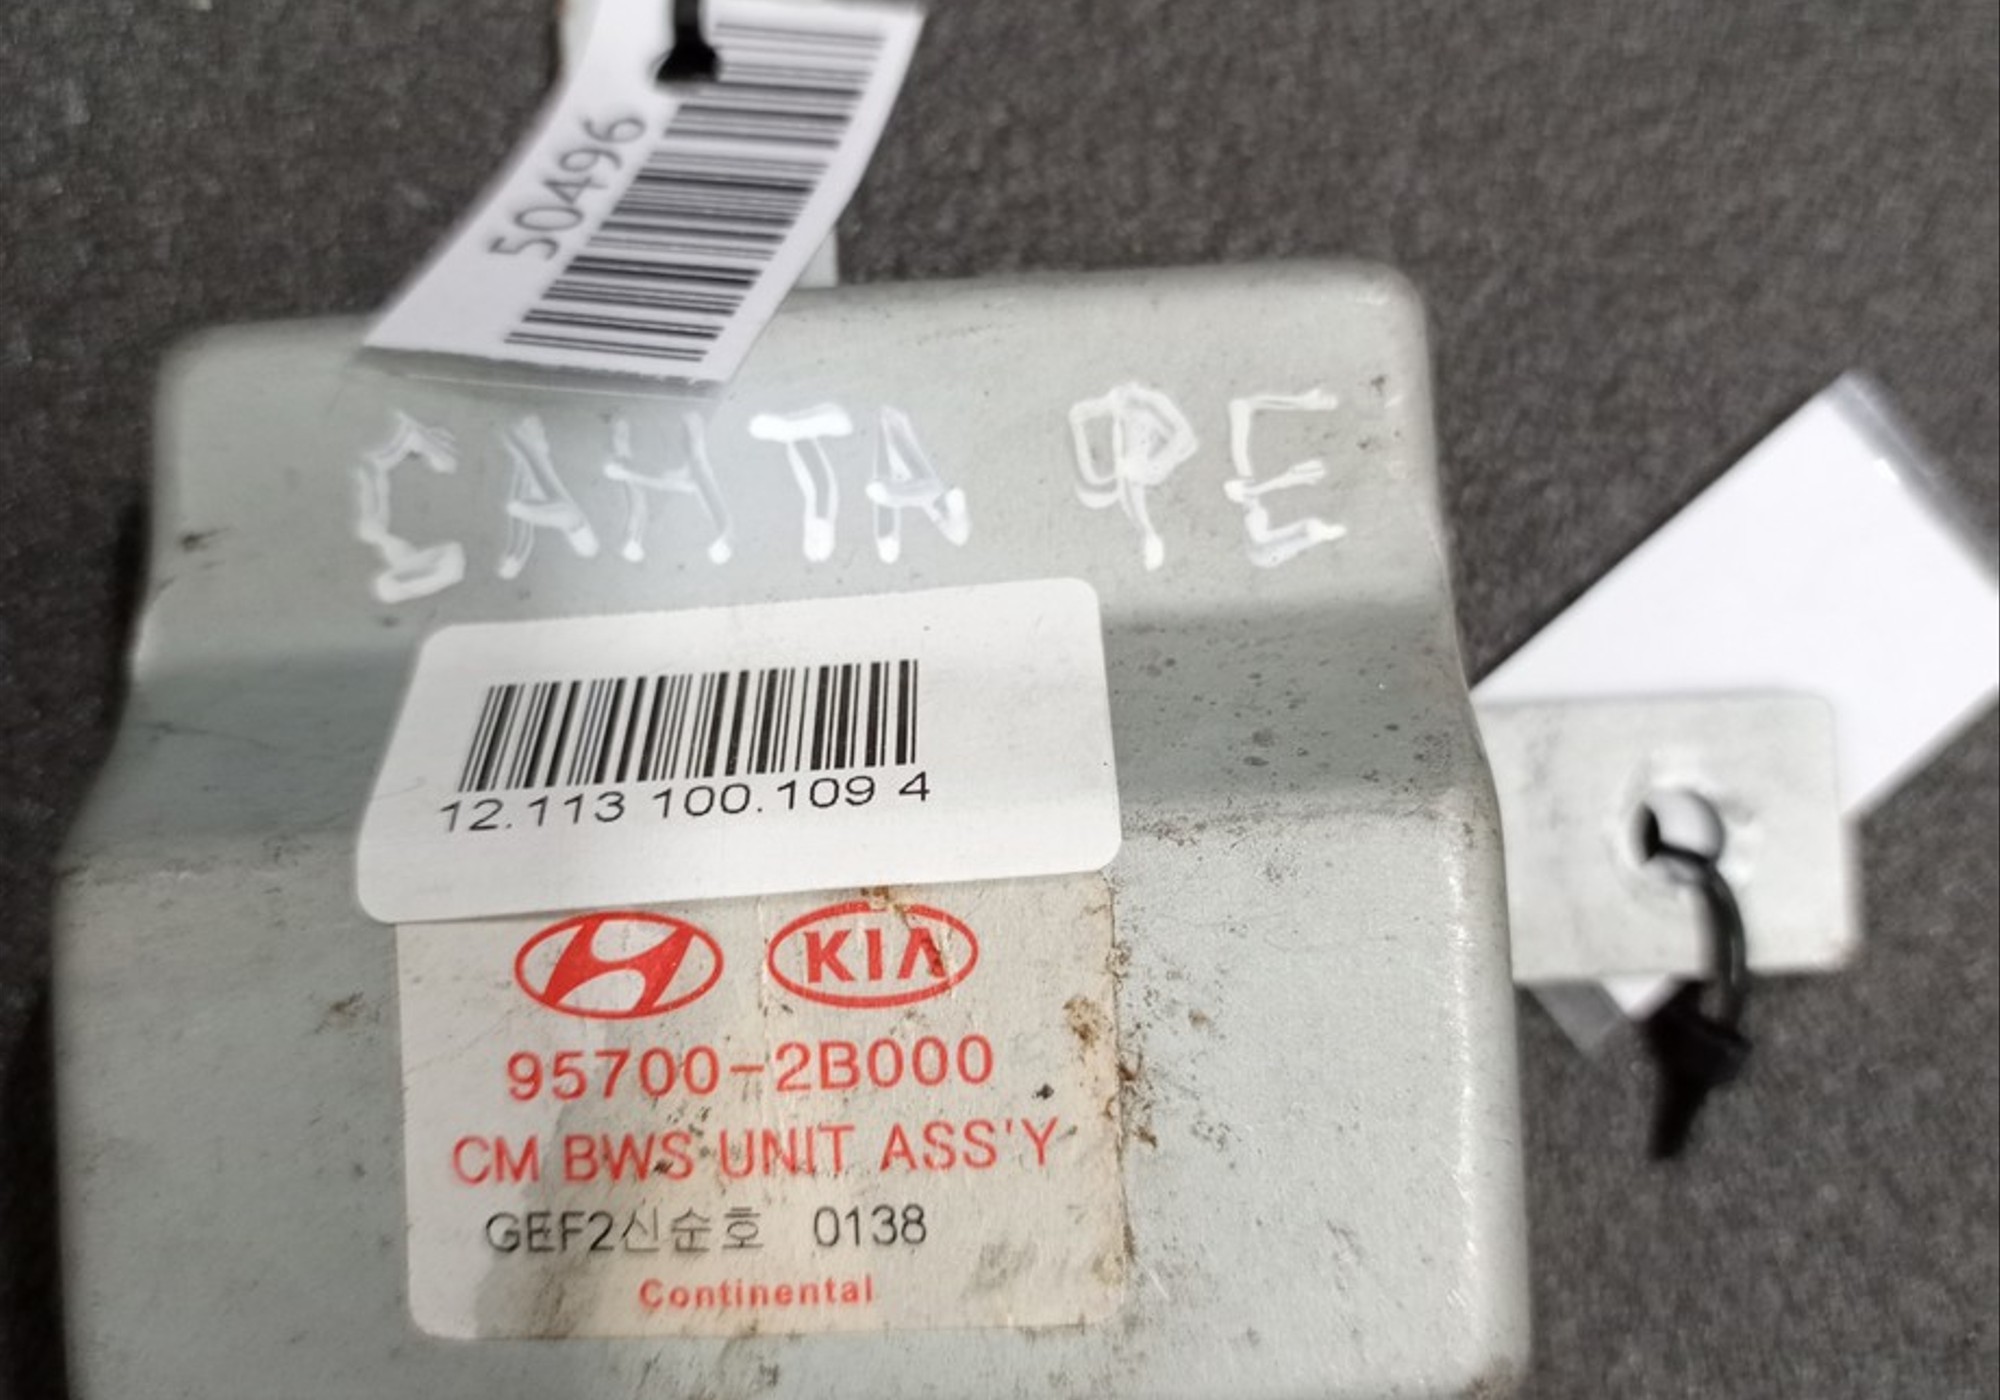 50496
САНТА ФЕ
12.113 100.109 4
KIA
95700-2B000
CM BWS UNIT ASS'Y
GEF2신순호 0138
Continental